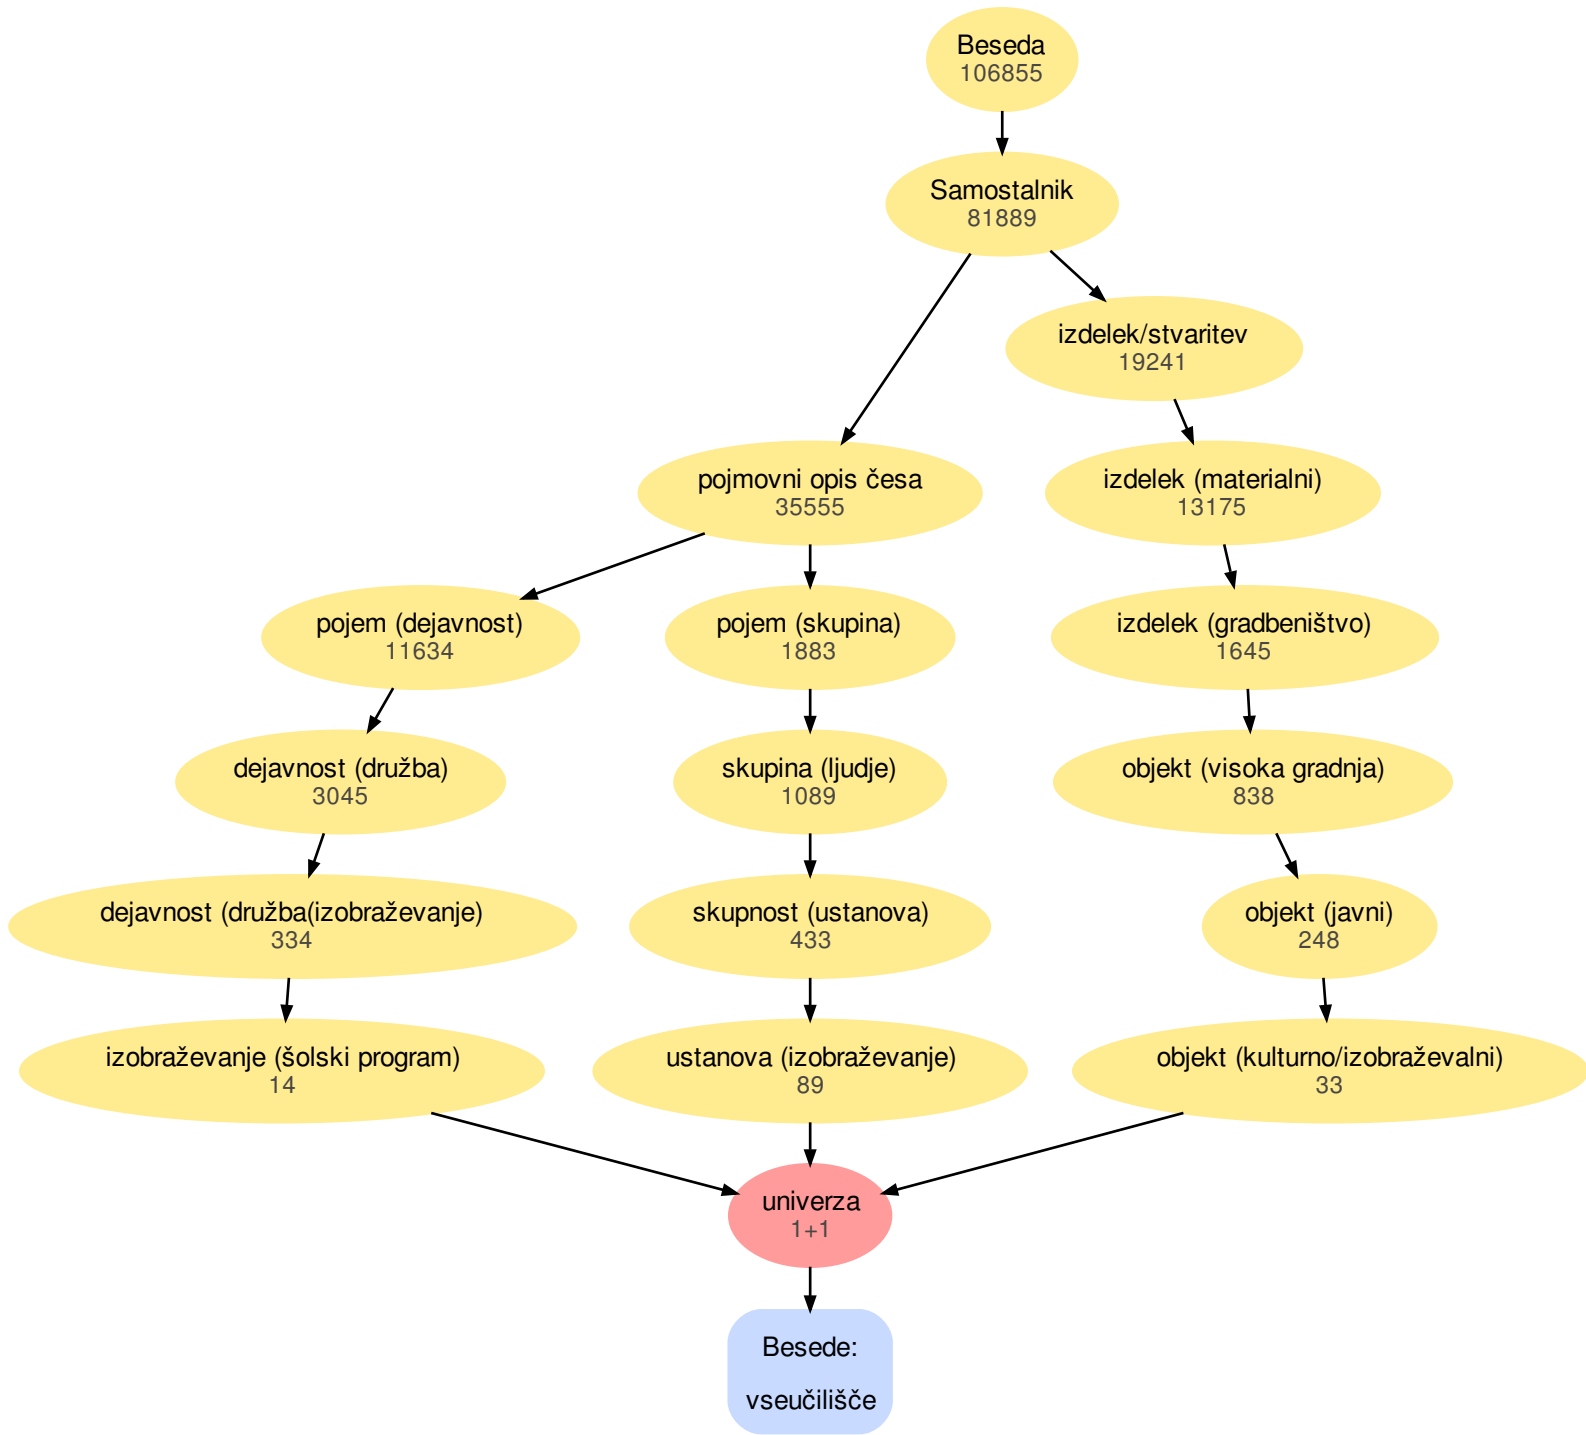 Beseda
106855
Samostalnik
81889
izdelek/stvaritev
19241
pojmovni opis česa
35555
izdelek (materialni)
13175
pojem (dejavnost)
11634
pojem (skupina)
1883
izdelek (gradbeništvo)
1645
dejavnost (družba)
3045
skupina (ljudje)
1089
objekt (visoka gradnja)
838
dejavnost (družba(izobraževanje)
334
skupnost (ustanova)
433
objekt (javni)
248
izobraževanje (šolski program)
14
ustanova (izobraževanje)
89
objekt (kulturno/izobraževalni)
33
univerza
1+1
Besede:
vseučilišče